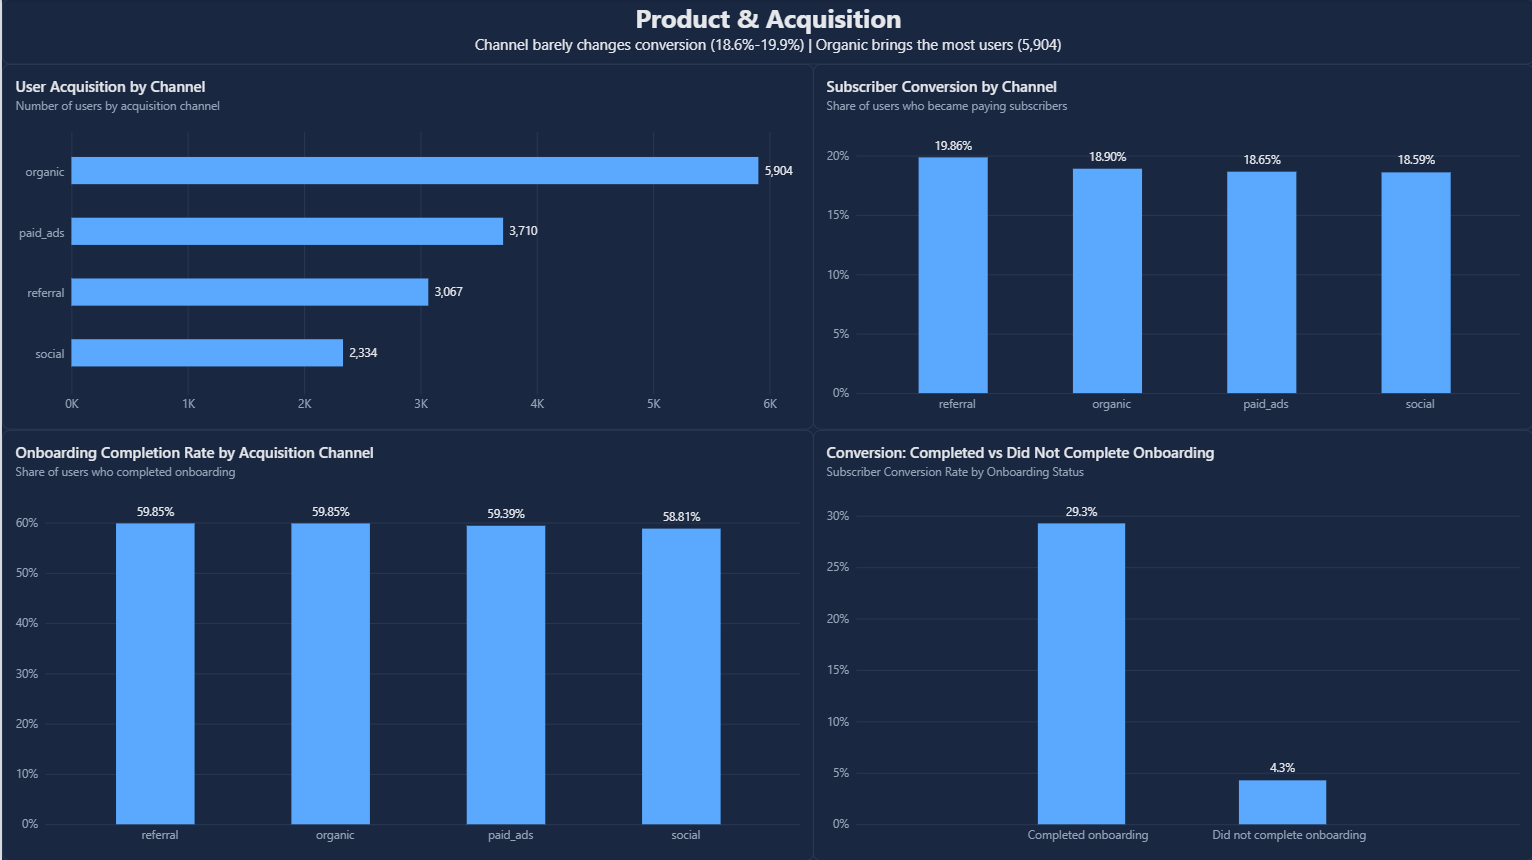 Product & Acquisition
Channel barely changes conversion (18.6%-19.9%) | Organic brings the most users (5,904)
User Acquisition by Channel
Number of users by acquisition channel
organic
5,904
paid_ads
3,710
referral
3,067
social
2,334
0K 1K 2K 3K 4K 5K 6K
Subscriber Conversion by Channel
Share of users who became paying subscribers
20%
15%
10%
5%
0%
19.86% 18.90% 18.65% 18.59%
referral organic paid_ads social
Onboarding Completion Rate by Acquisition Channel
Share of users who completed onboarding
60%
50%
40%
30%
20%
10%
0%
59.85% 59.85% 59.39% 58.81%
referral organic paid_ads social
Conversion: Completed vs Did Not Complete Onboarding
Subscriber Conversion Rate by Onboarding Status
30%
25%
20%
15%
10%
5%
0%
29.3% 4.3%
Completed onboarding Did not complete onboarding